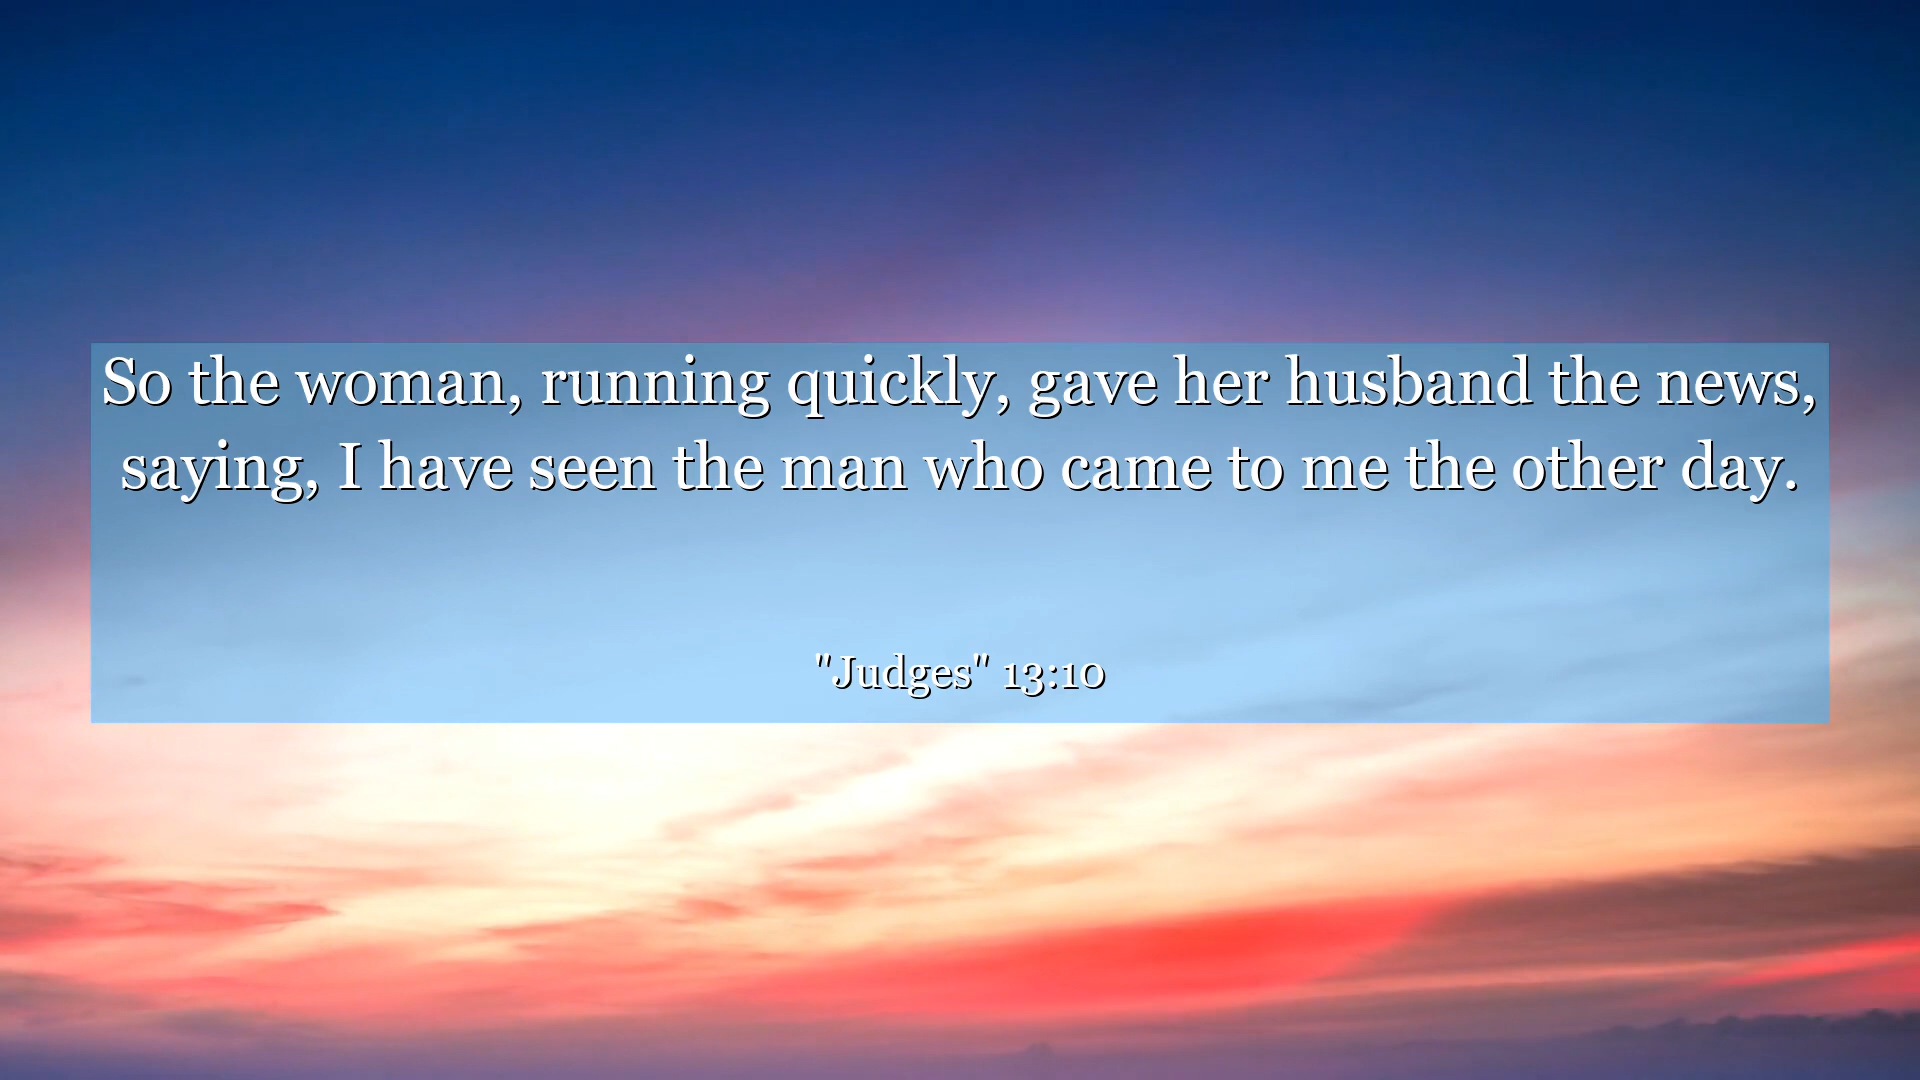 So the woman, running quickly, gave her husband the news,
saying, I have seen the man who came to me the other day.
"Judges" 13:10